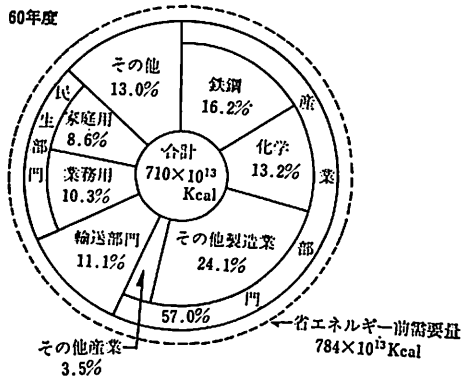 60年度
その他
13.0%
鉄鋼
16.2%
産業部門
57.0%
化学
13.2%
その他製造業
24.1%
その他産業
3.5%
輸送部門
11.1%
民生部門
業務用
10.3%
家庭用
8.6%
合計
710×10¹³
Kcal
省エネルギー前需要量
784×10¹³Kcal